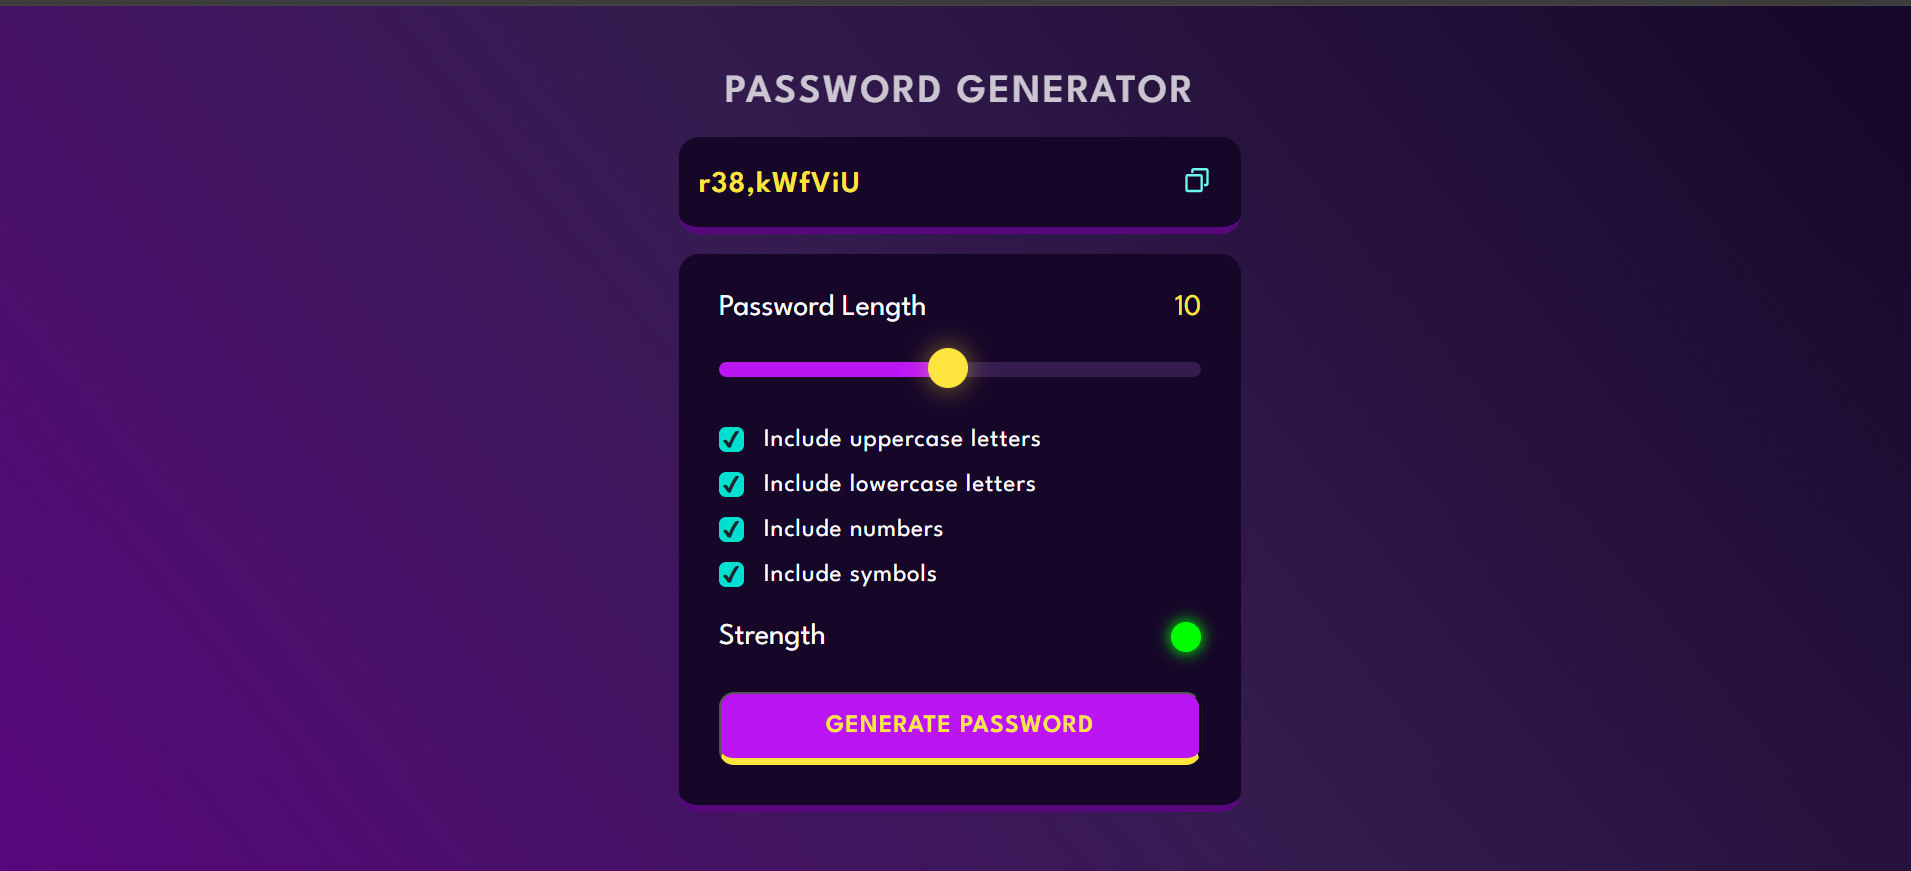 PASSWORD GENERATOR
r38,kWfViU
Password Length 10
Include uppercase letters
Include lowercase letters
Include numbers
Include symbols
Strength
GENERATE PASSWORD